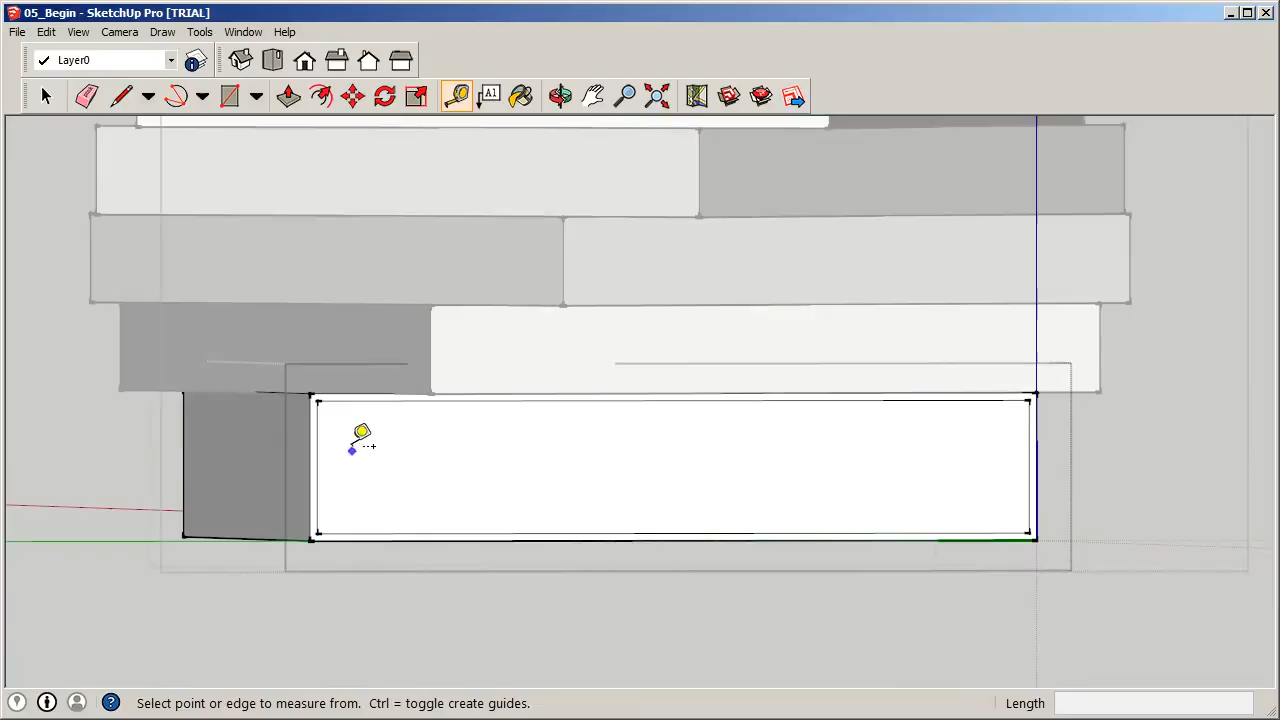 05_Begin - SketchUp Pro [TRIAL]
File Edit View Camera Draw Tools Window Help
Layer0
A1
Select point or edge to measure from. Ctrl = toggle create guides.
Length